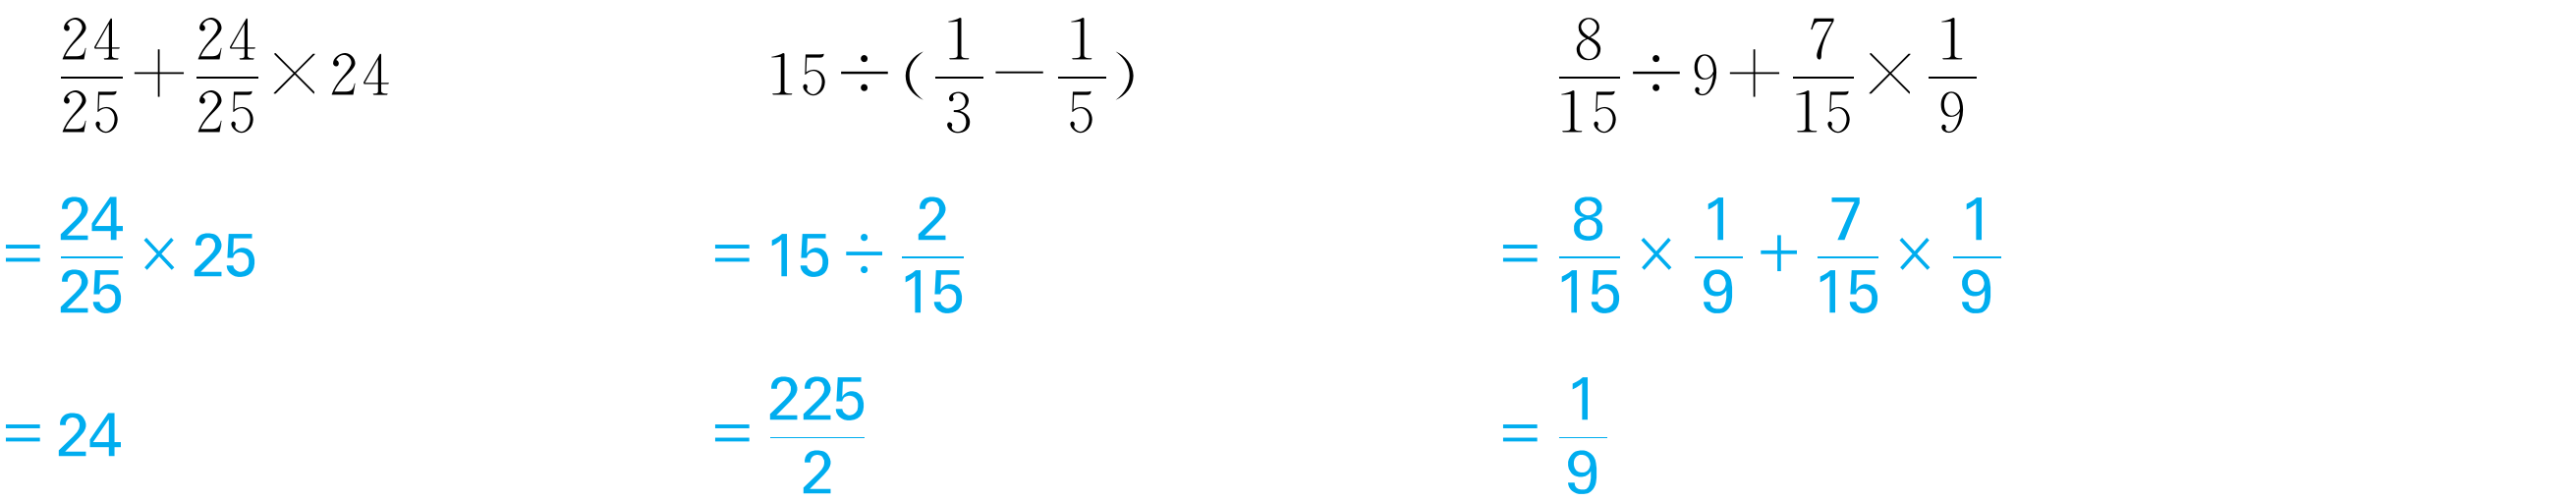 24/25 + 24/25 × 24
= 24/25 × 25
= 24
15 ÷ (1/3 − 1/5)
= 15 ÷ 2/15
= 225/2
8/15 ÷ 9 + 7/15 × 1/9
= 8/15 × 1/9 + 7/15 × 1/9
= 1/9